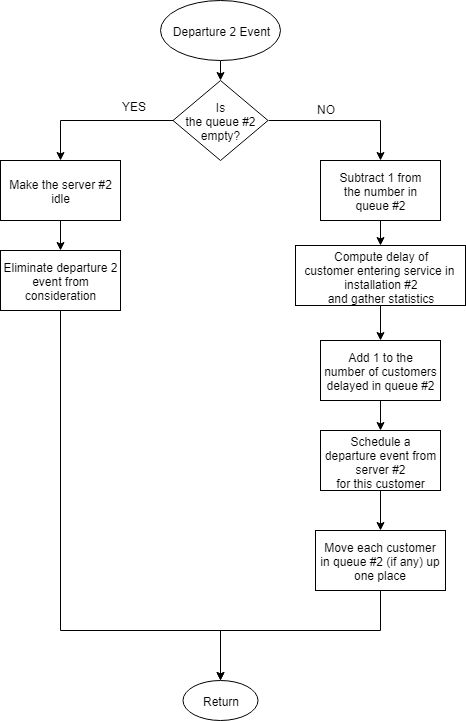 Departure 2 Event
Is
the queue #2
empty?
YES
NO
Make the server #2
idle
Eliminate departure 2
event from
consideration
Subtract 1 from
the number in
queue #2
Compute delay of
customer entering service in
installation #2
and gather statistics
Add 1 to the
number of customers
delayed in queue #2
Schedule a
departure event from
server #2
for this customer
Move each customer
in queue #2 (if any) up
one place
Return